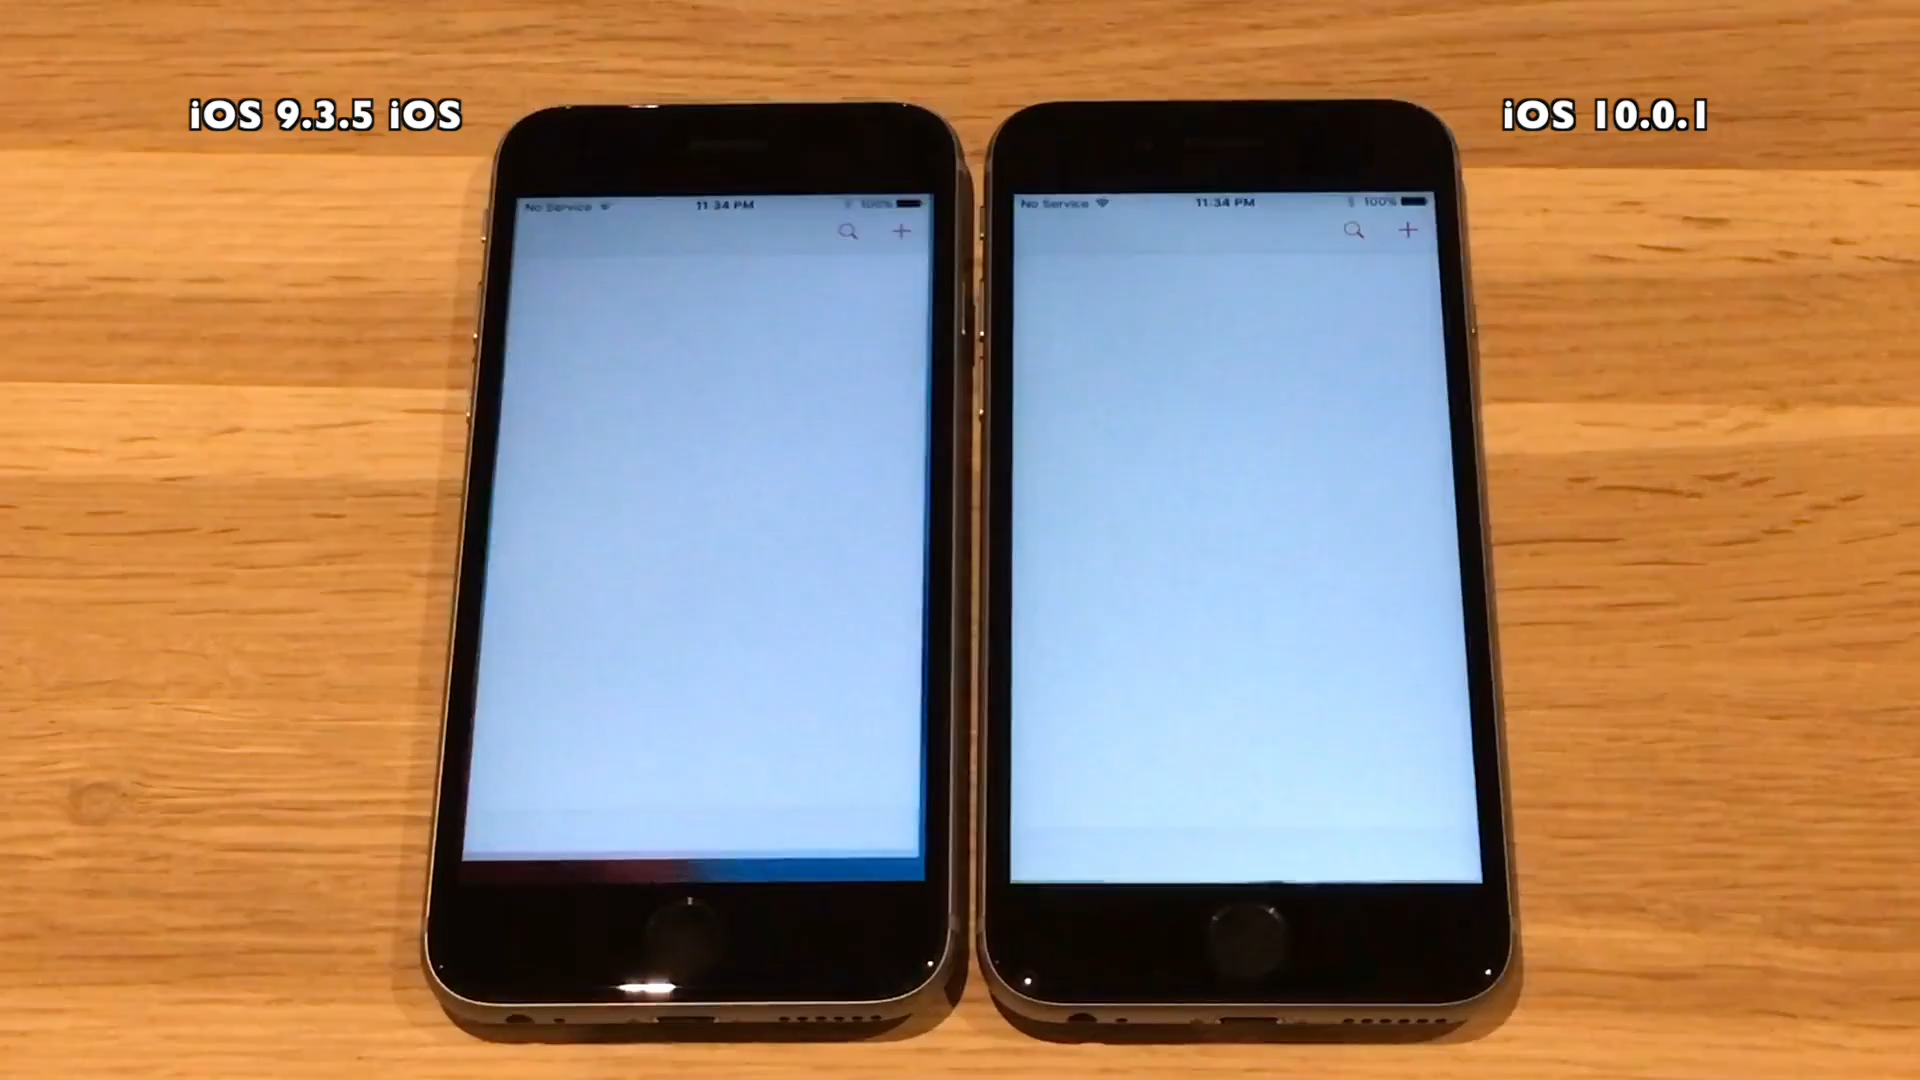 iOS 9.3.5 iOS
iOS 10.0.1
No Service 11:34 PM 100%
No Service 11:34 PM 100%